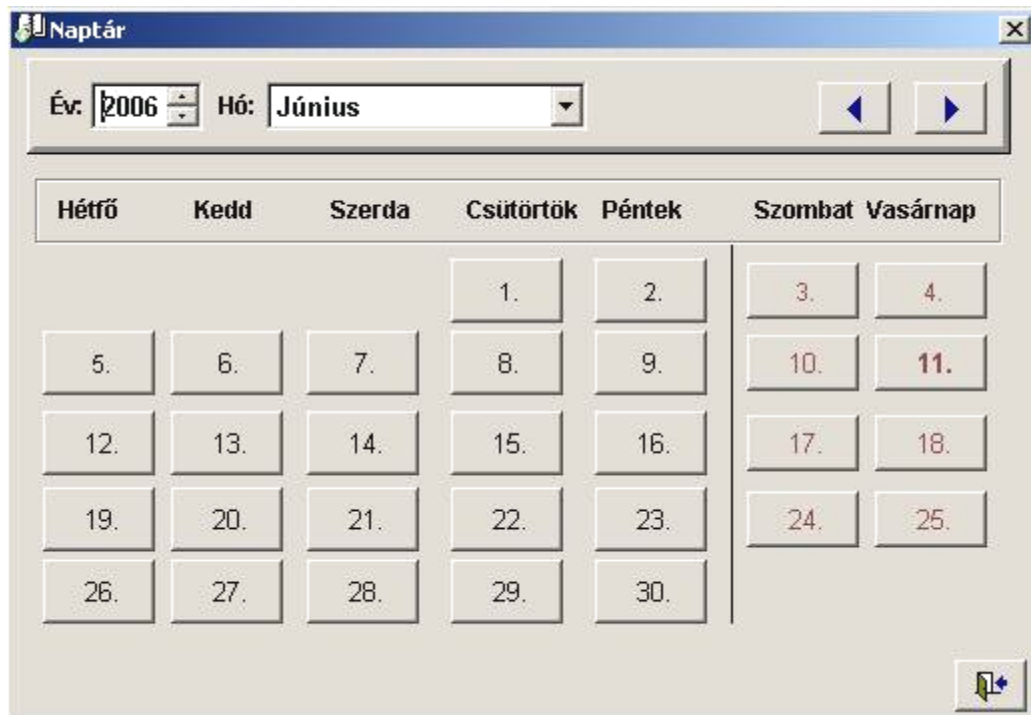 Naptár
Év: 2006 Hó: Június
Hétfő Kedd Szerda Csütörtök Péntek Szombat Vasárnap
1. 2. 3. 4.
5. 6. 7. 8. 9. 10. 11.
12. 13. 14. 15. 16. 17. 18.
19. 20. 21. 22. 23. 24. 25.
26. 27. 28. 29. 30.